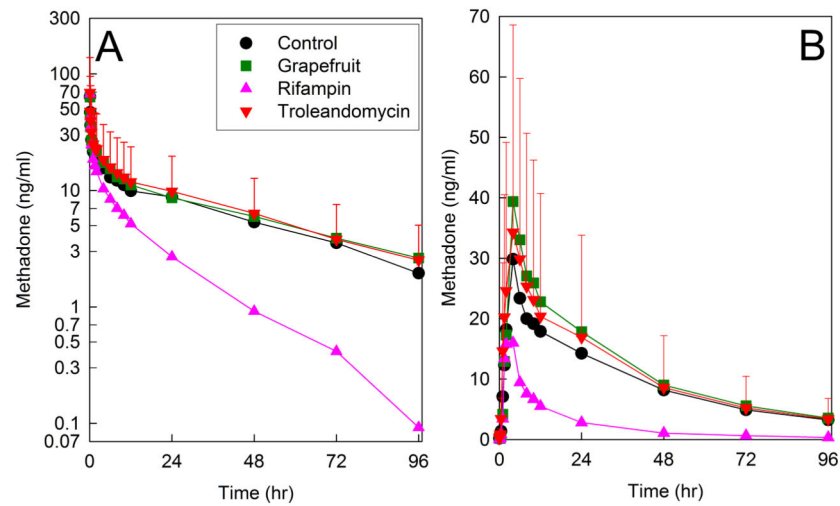 A
Control
Grapefruit
Rifampin
Troleandomycin
Methadone (ng/ml)
300
100
70
50
30
10
7
5
3
1
0.7
0.5
0.3
0.1
0.07
0 24 48 72 96
Time (hr)
B
Methadone (ng/ml)
70
60
50
40
30
20
10
0
0 24 48 72 96
Time (hr)